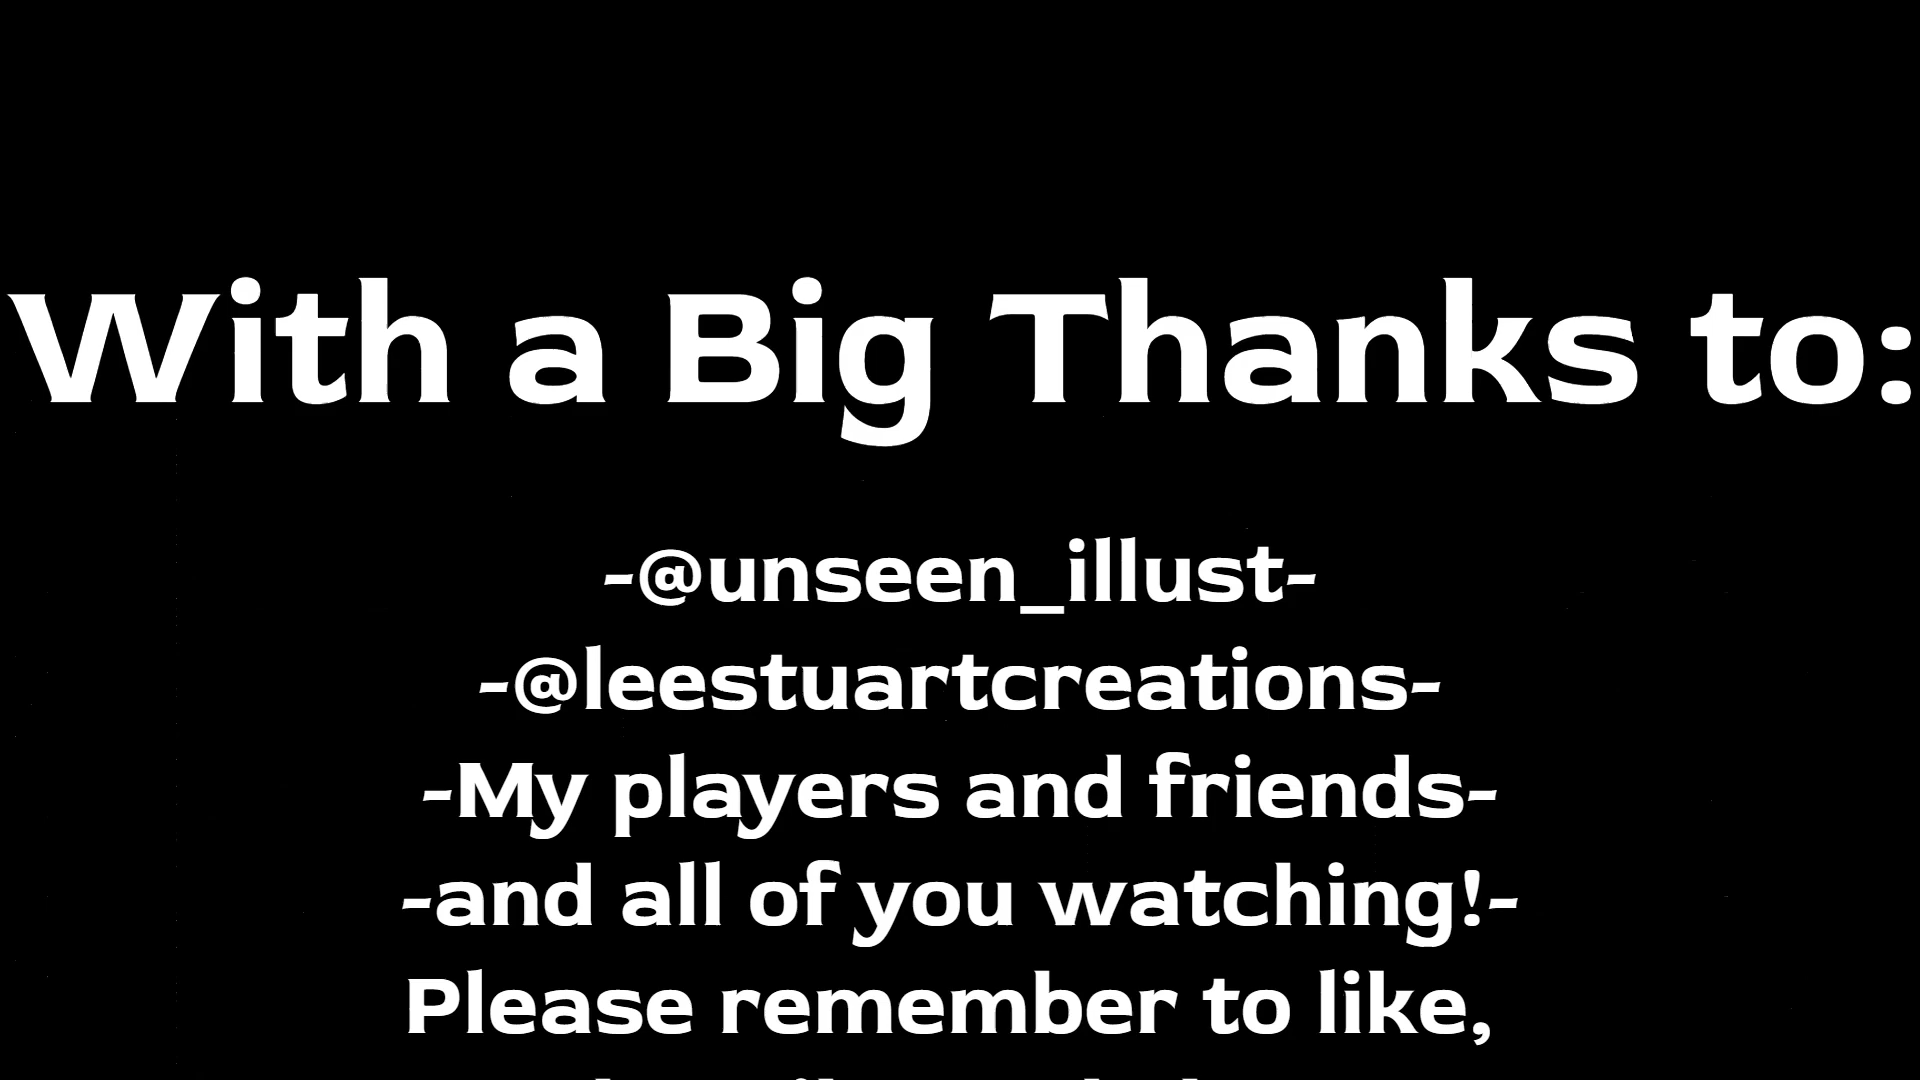 With a Big Thanks to:
-@unseen_illust-
-@leestuartcreations-
-My players and friends-
-and all of you watching!-
Please remember to like,